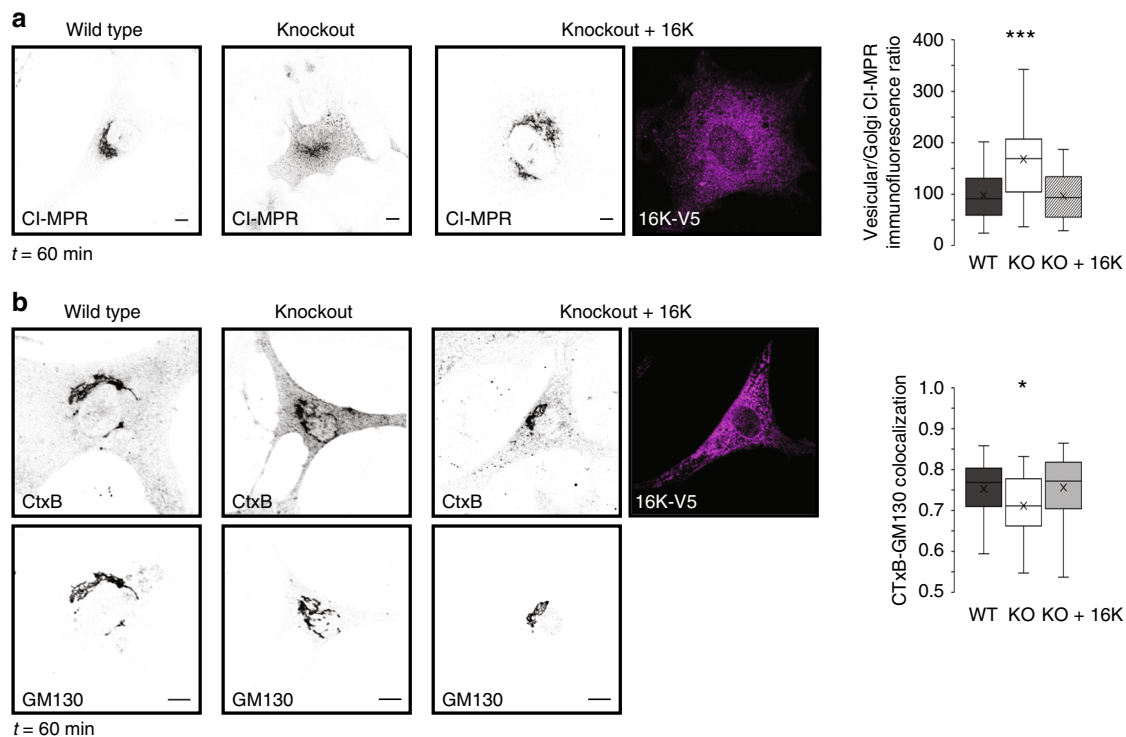 a
Wild type
Knockout
Knockout + 16K
CI-MPR
CI-MPR
CI-MPR
16K-V5
t = 60 min
Vesicular/Golgi CI-MPR
immunofluorescence ratio
400
300
200
100
0
***
WT KO KO + 16K
b
Wild type
Knockout
Knockout + 16K
CtxB
CtxB
CtxB
16K-V5
GM130
GM130
GM130
t = 60 min
CTxB-GM130 colocalization
1.0
0.9
0.8
0.7
0.6
0.5
*
WT KO KO + 16K